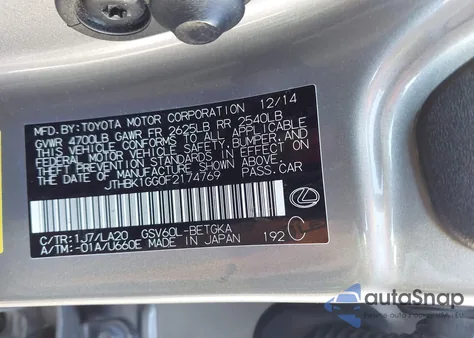 MFD.BY:TOYOTA MOTOR CORPORATION 12/14
GVWR 4700LB GAWR FR 2625LB RR 2540LB
THIS VEHICLE CONFORMS TO ALL APPLICABLE
FEDERAL MOTOR VEHICLE SAFETY, BUMPER, AND
THEFT PREVENTION STANDARDS IN EFFECT ON
THE DATE OF MANUFACTURE SHOWN ABOVE.
JTHBK1GG0F2174769 PASS.CAR
C/TR:1J7/LA20 GSV60L-BETGKA
A/TM:-01A/U660E MADE IN JAPAN 192 C
autoSnap